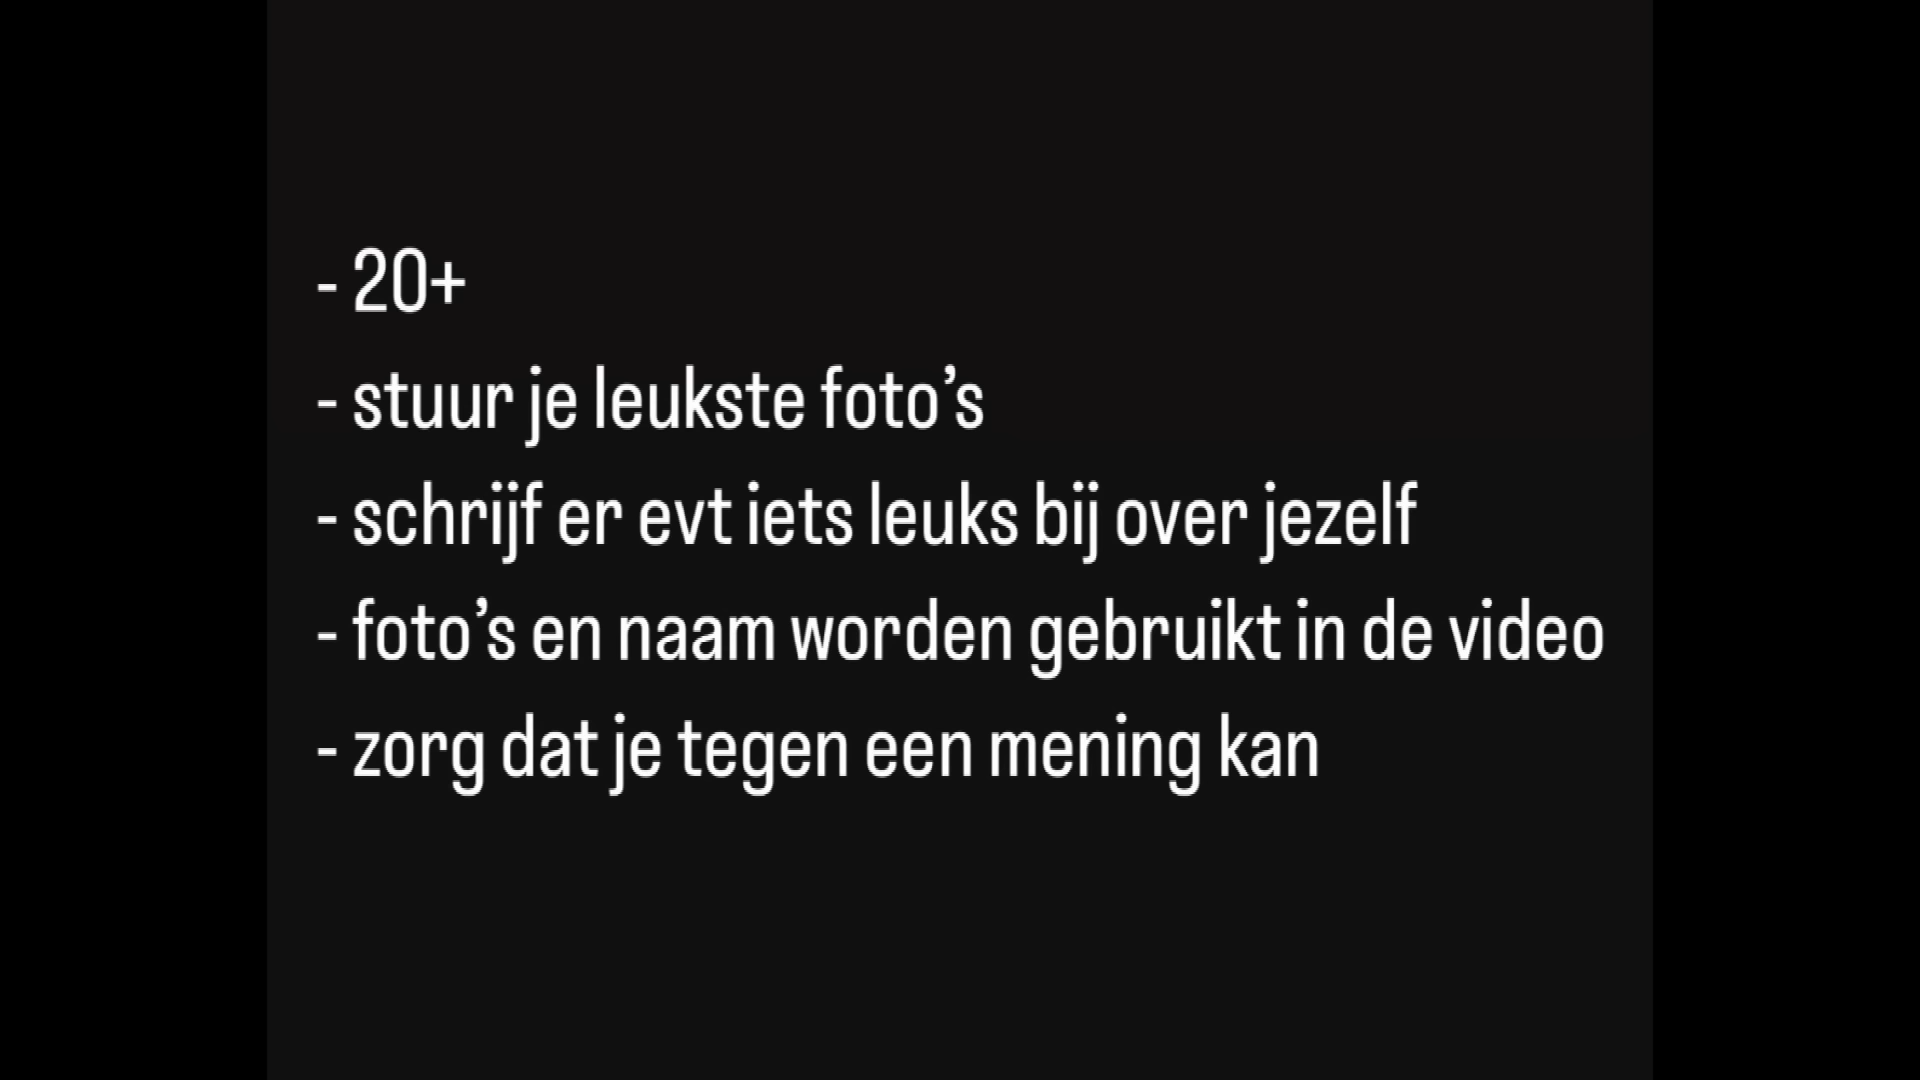 - 20+
- stuur je leukste foto’s
- schrijf er evt iets leuks bij over jezelf
- foto’s en naam worden gebruikt in de video
- zorg dat je tegen een mening kan